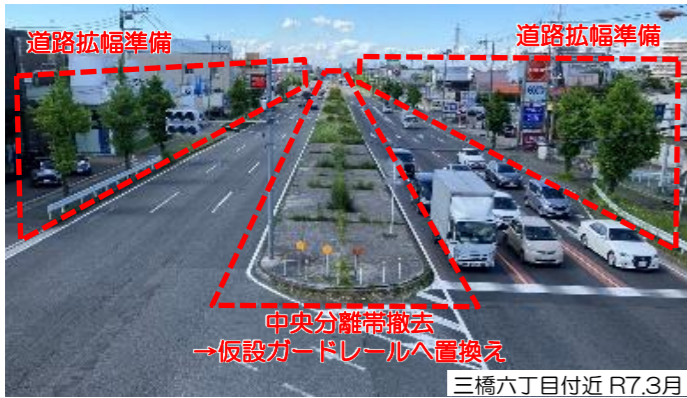 道路拡幅準備
道路拡幅準備
中央分離帯撤去
→仮設ガードレールへ置換え
三橋六丁目付近 R7.3月